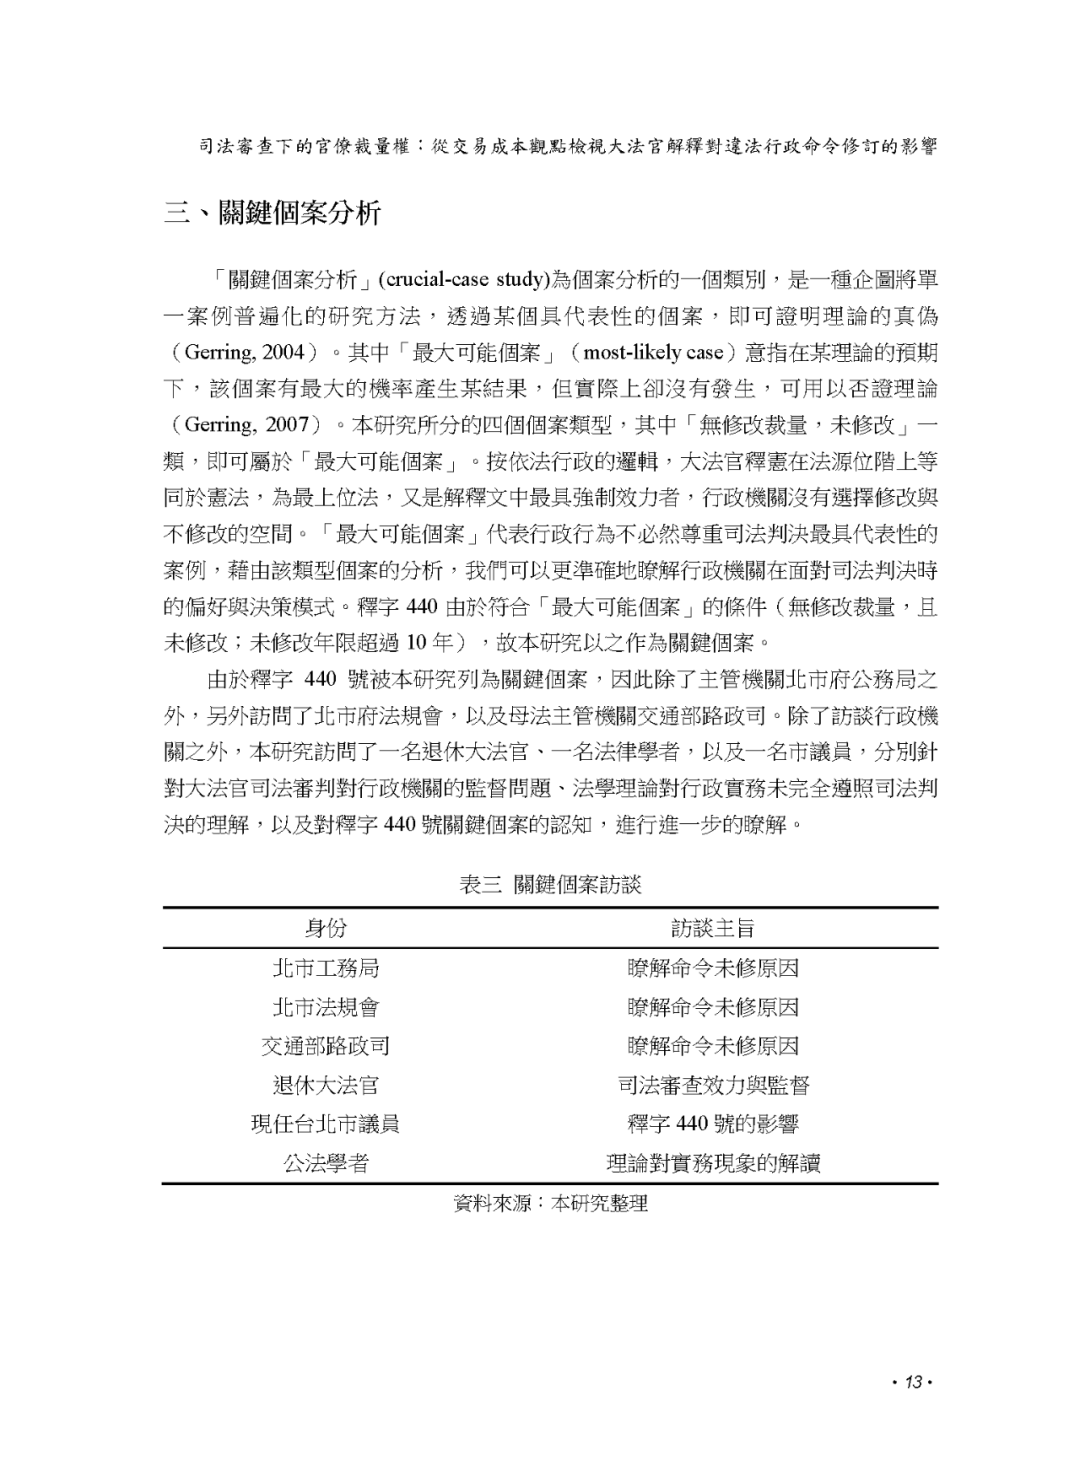 司法審查下的官僚裁量權：從交易成本觀點檢視大法官解釋對違法行政命令修訂的影響
三、關鍵個案分析
「關鍵個案分析」(crucial-case study)為個案分析的一個類別，是一種企圖將單
一案例普遍化的研究方法，透過某個具代表性的個案，即可證明理論的真偽
（Gerring, 2004）。其中「最大可能個案」（most-likely case）意指在某理論的預期
下，該個案有最大的機率產生某結果，但實際上卻沒有發生，可用以否證理論
（Gerring, 2007）。本研究所分的四個個案類型，其中「無修改裁量，未修改」一
類，即可屬於「最大可能個案」。按依法行政的邏輯，大法官釋憲在法源位階上等
同於憲法，為最上位法，又是解釋文中最具強制效力者，行政機關沒有選擇修改與
不修改的空間。「最大可能個案」代表行政行為不必然尊重司法判決最具代表性的
案例，藉由該類型個案的分析，我們可以更準確地瞭解行政機關在面對司法判決時
的偏好與決策模式。釋字 440 由於符合「最大可能個案」的條件（無修改裁量，且
未修改；未修改年限超過 10 年），故本研究以之作為關鍵個案。
由於釋字 440 號被本研究列為關鍵個案，因此除了主管機關北市府公務局之
外，另外訪問了北市府法規會，以及母法主管機關交通部路政司。除了訪談行政機
關之外，本研究訪問了一名退休大法官、一名法律學者，以及一名市議員，分別針
對大法官司法審判對行政機關的監督問題、法學理論對行政實務未完全遵照司法判
決的理解，以及對釋字 440 號關鍵個案的認知，進行進一步的瞭解。
表三 關鍵個案訪談
身份 訪談主旨
北市工務局 瞭解命令未修原因
北市法規會 瞭解命令未修原因
交通部路政司 瞭解命令未修原因
退休大法官 司法審查效力與監督
現任台北市議員 釋字 440 號的影響
公法學者 理論對實務現象的解讀
資料來源：本研究整理
•13•